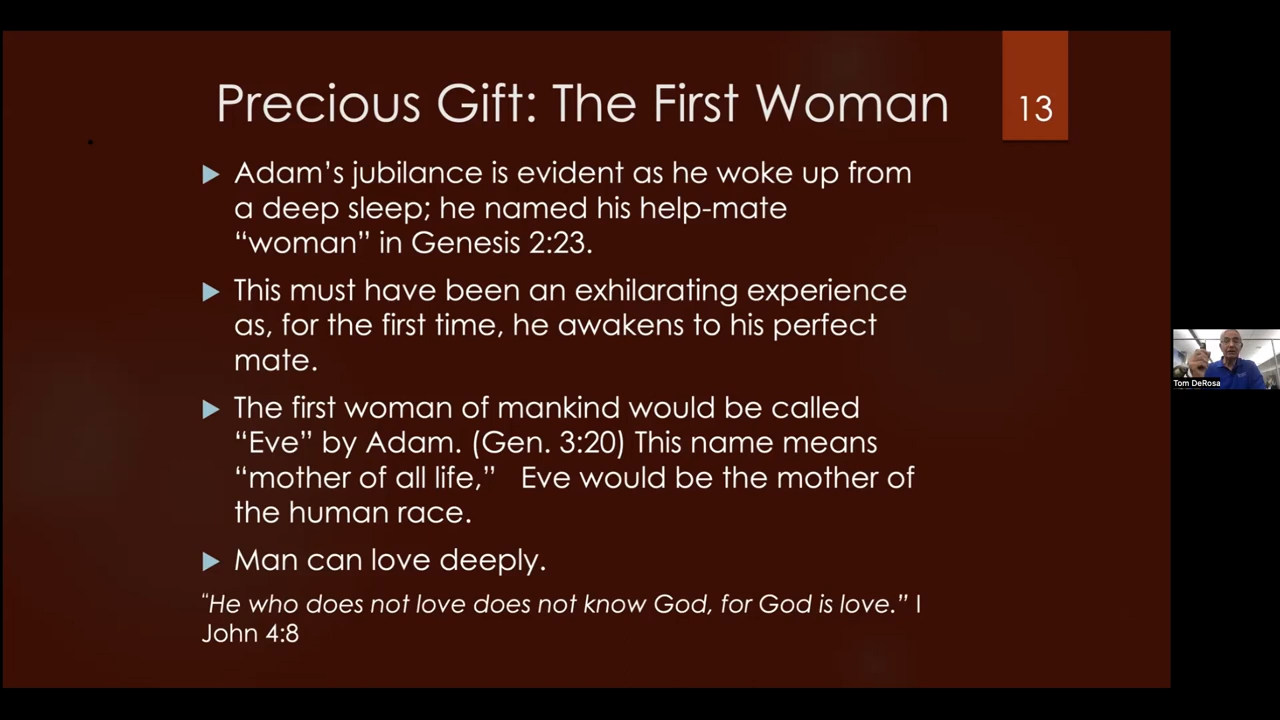 Precious Gift: The First Woman
13
Adam’s jubilance is evident as he woke up from
a deep sleep; he named his help-mate
“woman” in Genesis 2:23.
This must have been an exhilarating experience
as, for the first time, he awakens to his perfect
mate.
The first woman of mankind would be called
“Eve” by Adam. (Gen. 3:20) This name means
“mother of all life,” Eve would be the mother of
the human race.
Man can love deeply.
“He who does not love does not know God, for God is love.” I
John 4:8
Tom DeRosa